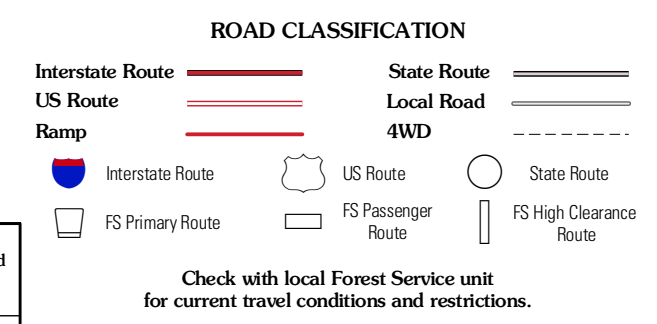 ROAD CLASSIFICATION
Interstate Route
State Route
US Route
Local Road
Ramp
4WD
Interstate Route
US Route
State Route
FS Primary Route
FS Passenger
Route
FS High Clearance
Route
Check with local Forest Service unit
for current travel conditions and restrictions.